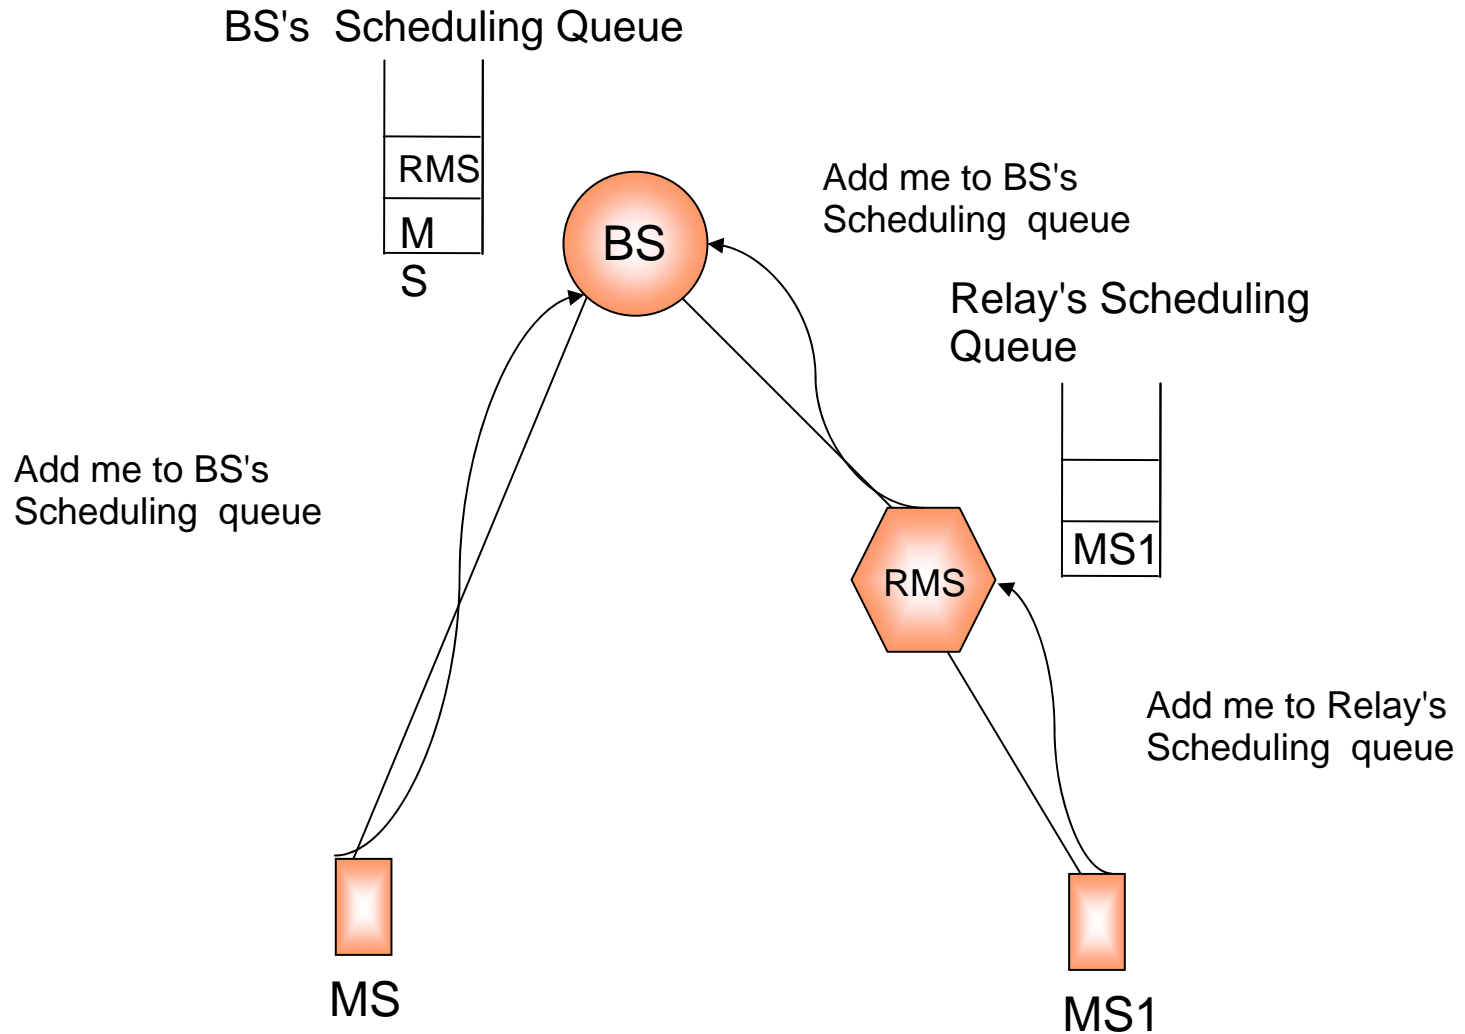 BS's  Scheduling Queue
RMS
M
S
BS
Add me to BS's
Scheduling  queue
Relay's Scheduling
Queue
MS1
Add me to BS's
Scheduling  queue
RMS
Add me to Relay's
Scheduling  queue
MS
MS1